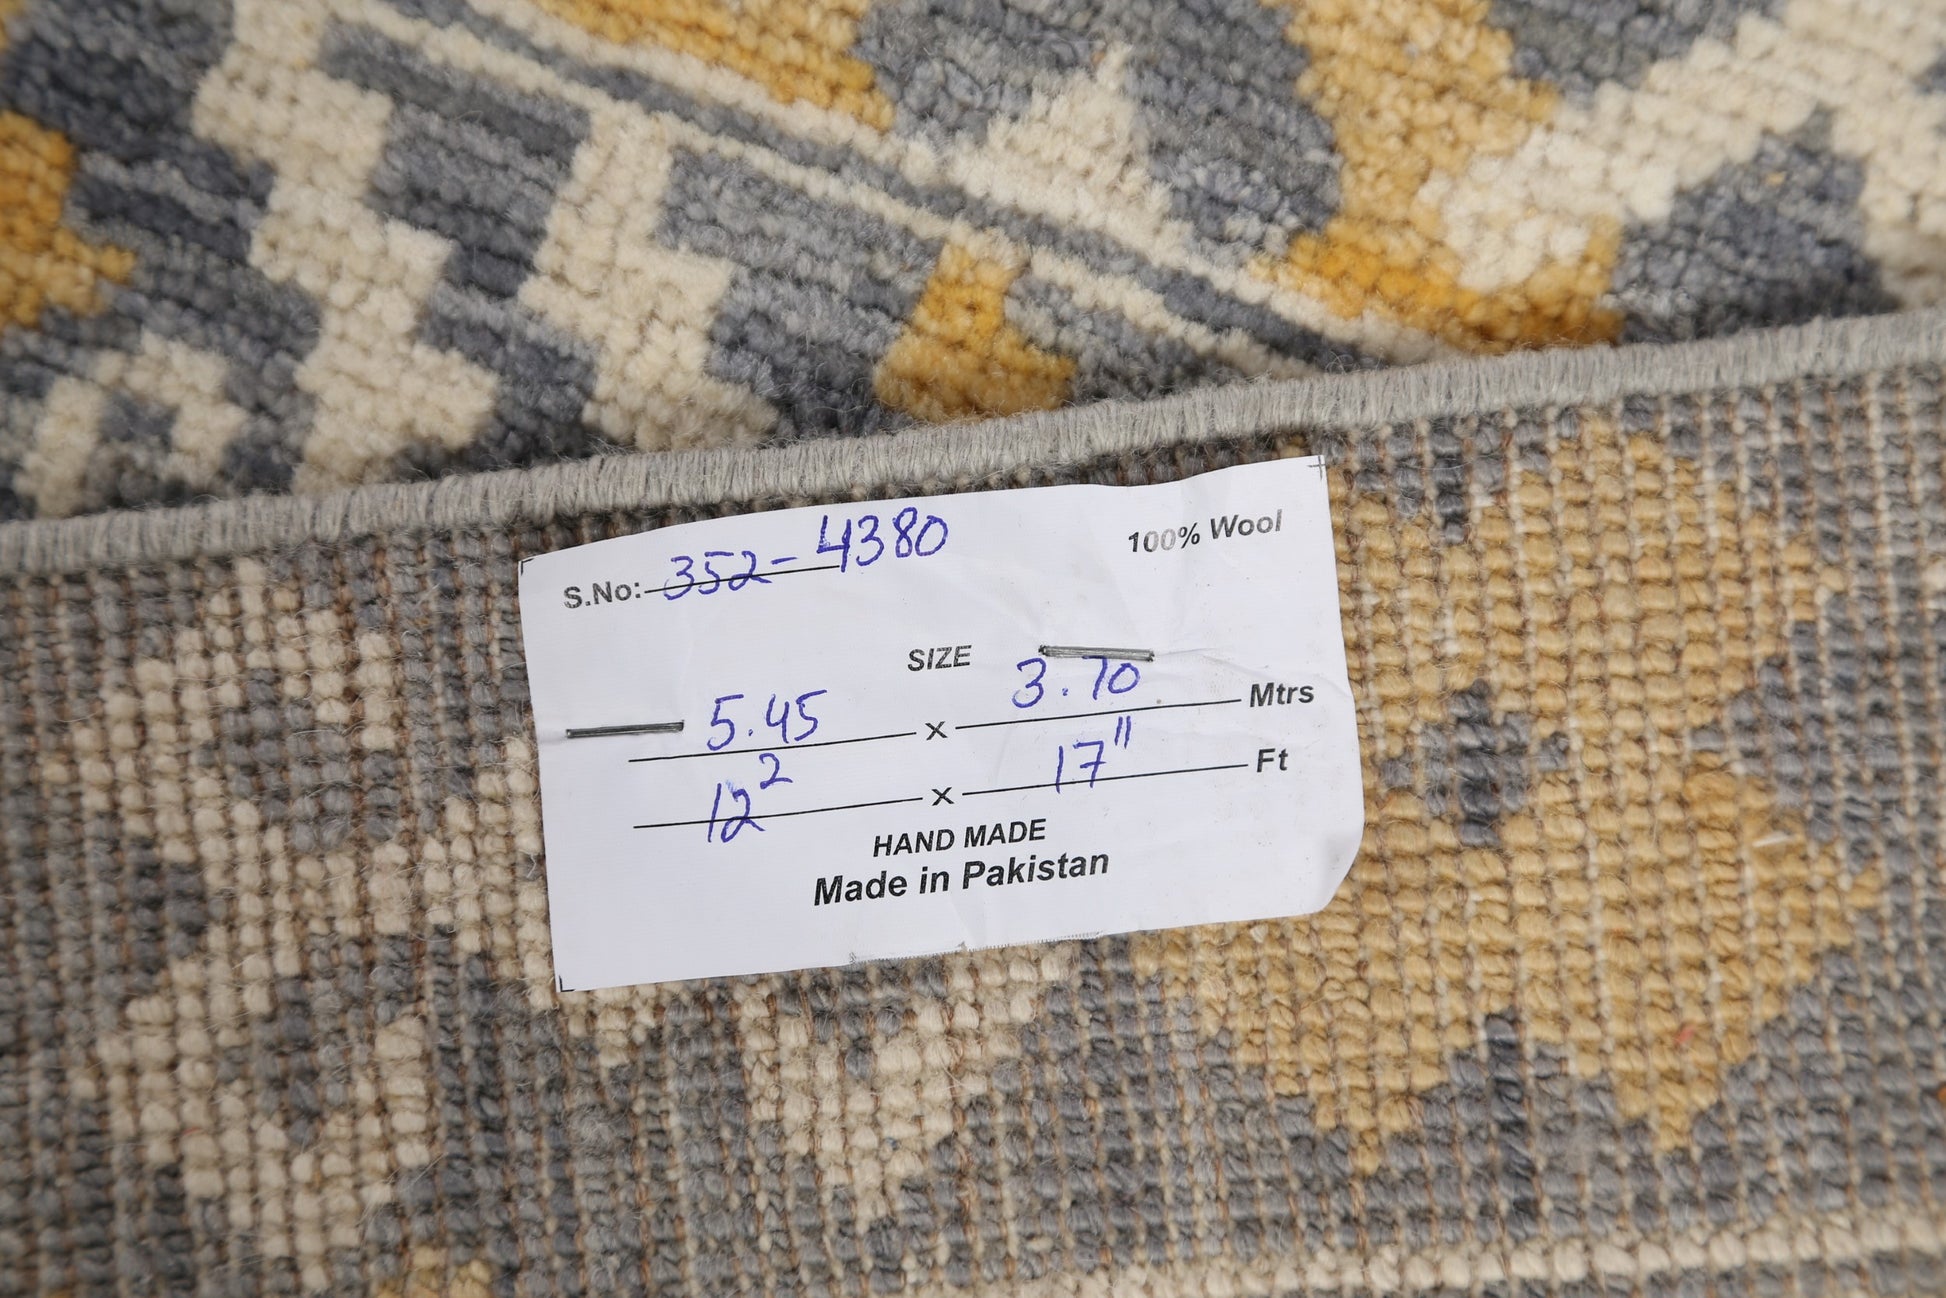 S.No: 352-4380 100% Wool
SIZE
5.45 x 3.70 Mtrs
12² x 17" Ft
HAND MADE
Made in Pakistan